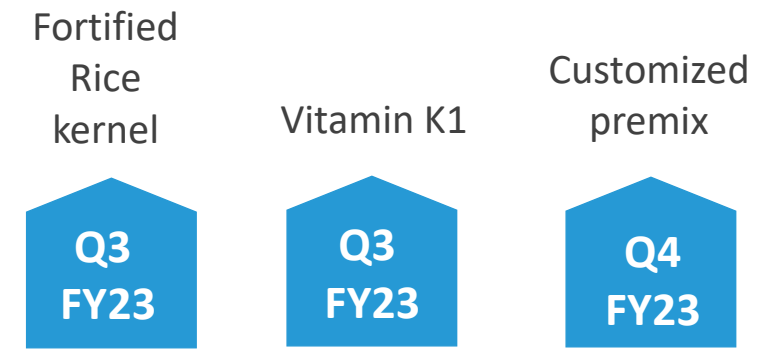 Fortified
Rice
kernel
Q3
FY23
Vitamin K1
Q3
FY23
Customized
premix
Q4
FY23